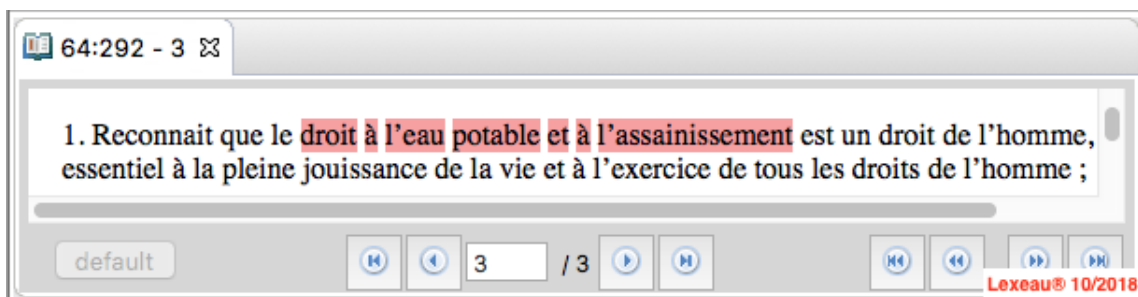 64:292 - 3
1. Reconnait que le droit à l’eau potable et à l’assainissement est un droit de l’homme,
essentiel à la pleine jouissance de la vie et à l’exercice de tous les droits de l’homme ;
default 3 / 3
Lexeau® 10/2018